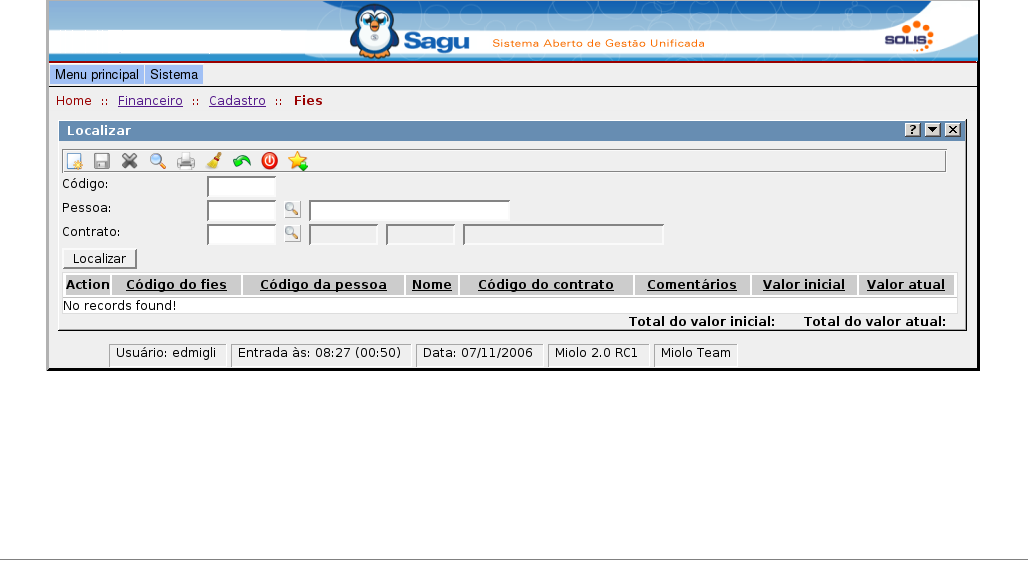 Sagu Sistema Aberto de Gestão Unificada SOLIS
Menu principal Sistema
Home :: Financeiro :: Cadastro :: Fies
Localizar ?
Código:
Pessoa:
Contrato:
Localizar
Action Código do fies Código da pessoa Nome Código do contrato Comentários Valor inicial Valor atual
No records found!
Total do valor inicial: Total do valor atual:
Usuário: edmigli Entrada às: 08:27 (00:50) Data: 07/11/2006 Miolo 2.0 RC1 Miolo Team